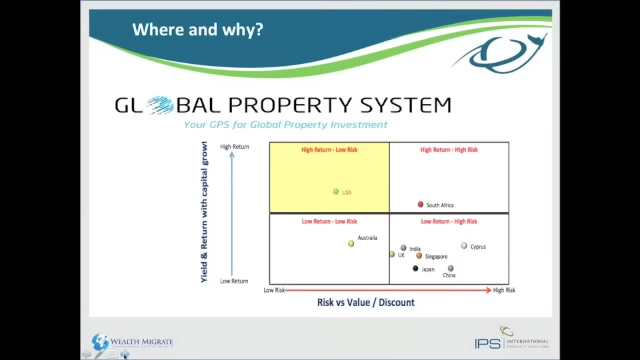 Where and why?
GLOBAL PROPERTY SYSTEM
Your GPS for Global Property Investment
Yield & Return with capital growth
High Return
Low Return
High Return - Low Risk
High Return - High Risk
USA
South Africa
Low Return - Low Risk
Low Return - High Risk
Australia
India
Cyprus
UK
Singapore
Japan
China
Low Risk
High Risk
Risk vs Value / Discount
WEALTH MIGRATE
IPS
INTERNATIONAL